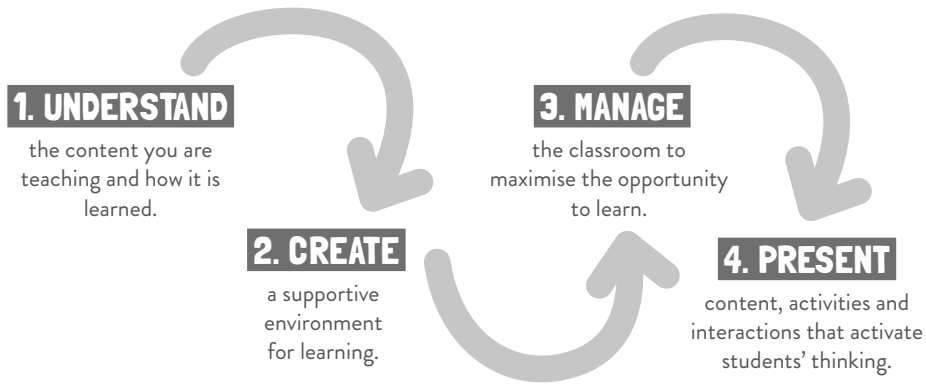 1. UNDERSTAND
the content you are
teaching and how it is
learned.
2. CREATE
a supportive
environment
for learning.
3. MANAGE
the classroom to
maximise the opportunity
to learn.
4. PRESENT
content, activities and
interactions that activate
students’ thinking.